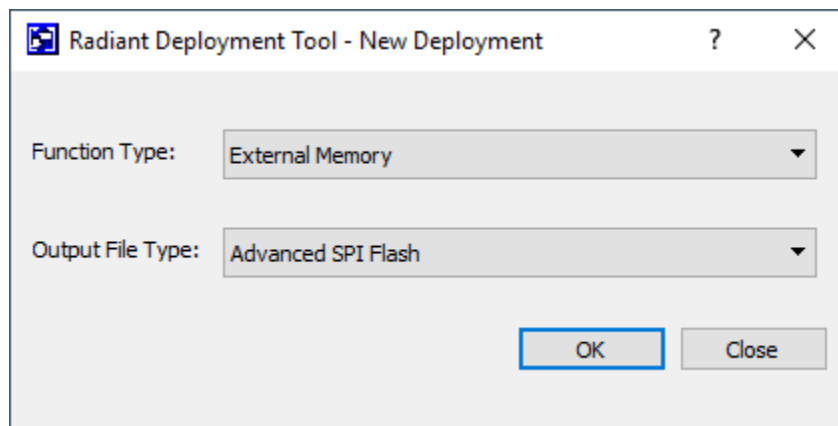 Radiant Deployment Tool - New Deployment ?
Function Type: External Memory
Output File Type: Advanced SPI Flash
OK Close